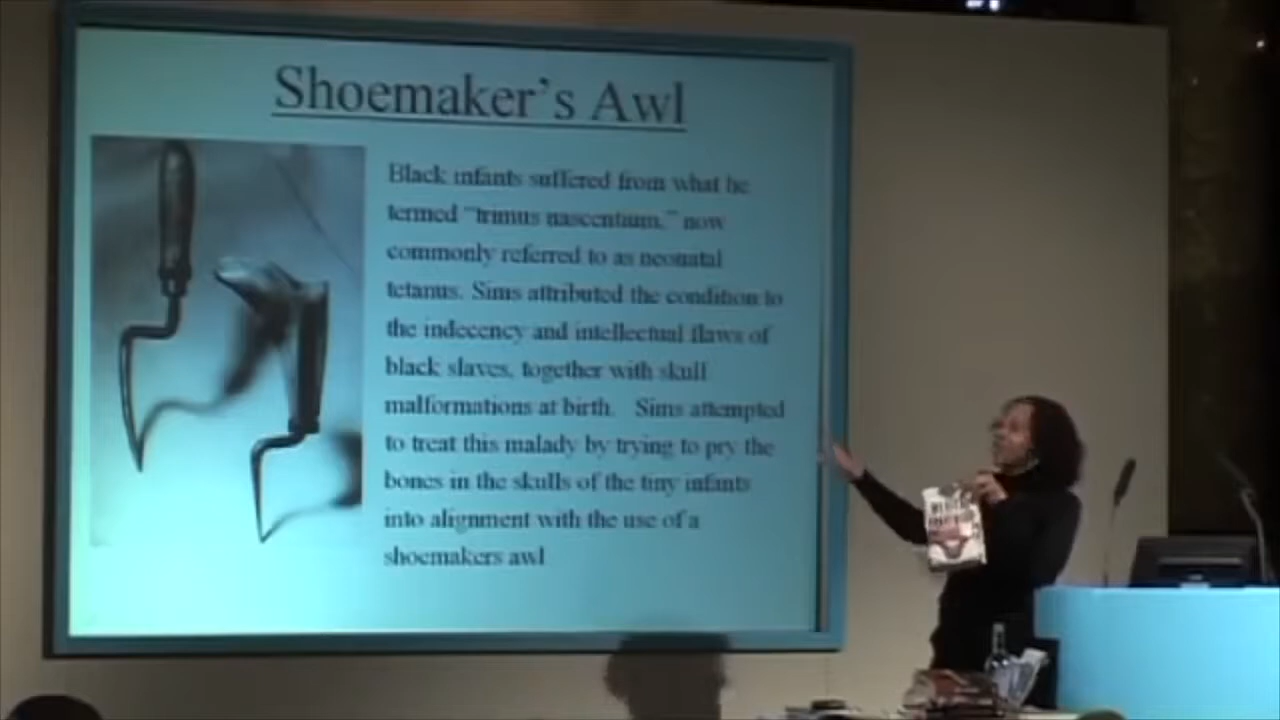 Shoemaker's Awl
Black infants suffered from what he
termed "trimus nascentium," now
commonly referred to as neonatal
tetanus. Sims attributed the condition to
the indecency and intellectual flaws of
black slaves, together with skull
malformations at birth. Sims attempted
to treat this malady by trying to pry the
bones in the skulls of the tiny infants
into alignment with the use of a
shoemakers awl